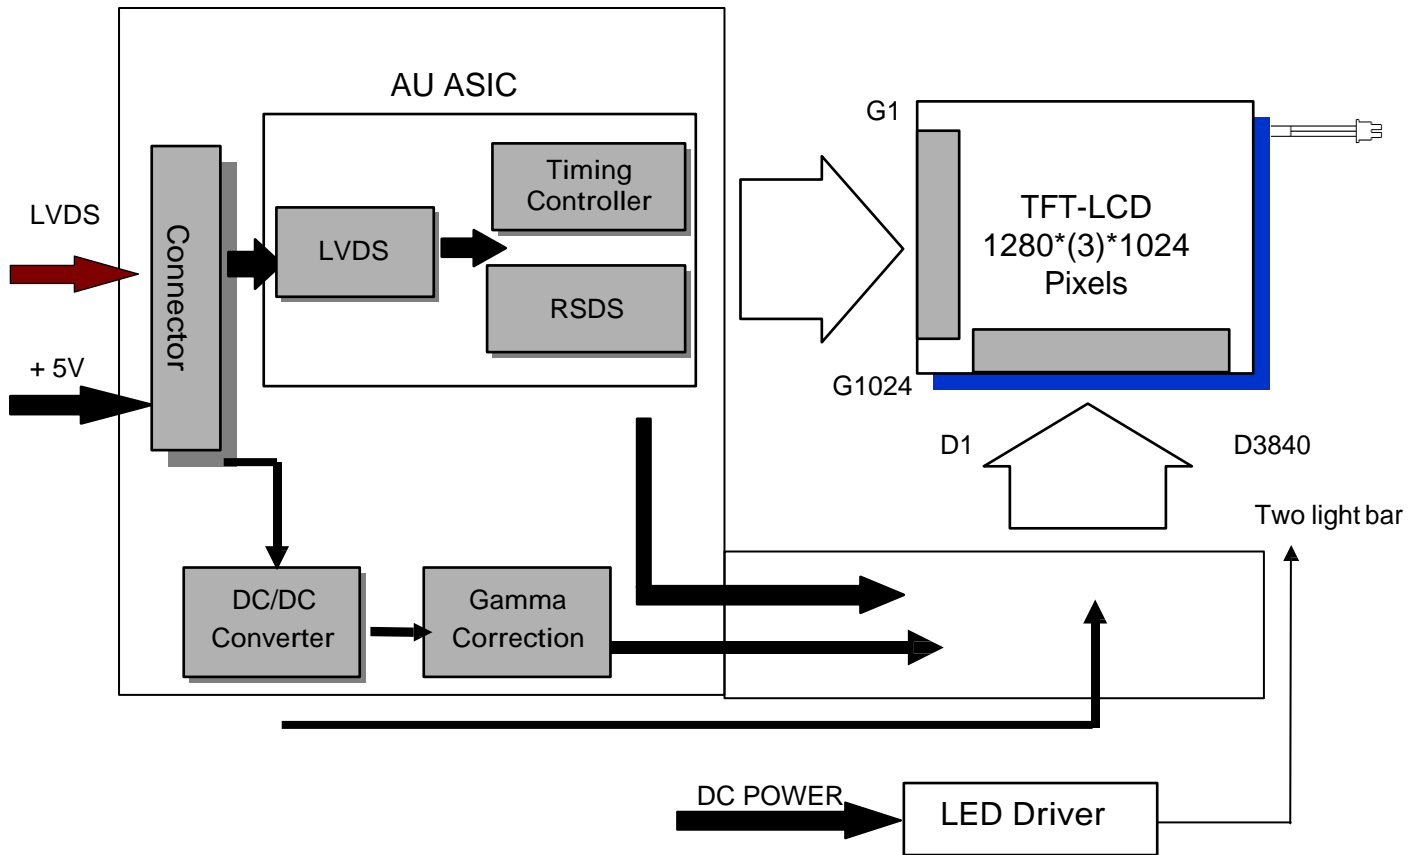 AU ASIC
G1
Timing
Controller
TFT-LCD
1280*(3)*1024
Pixels
LVDS
Connector
LVDS
RSDS
+ 5V
G1024
D1
D3840
Two light bar
DC/DC
Converter
Gamma
Correction
DC POWER
LED Driver